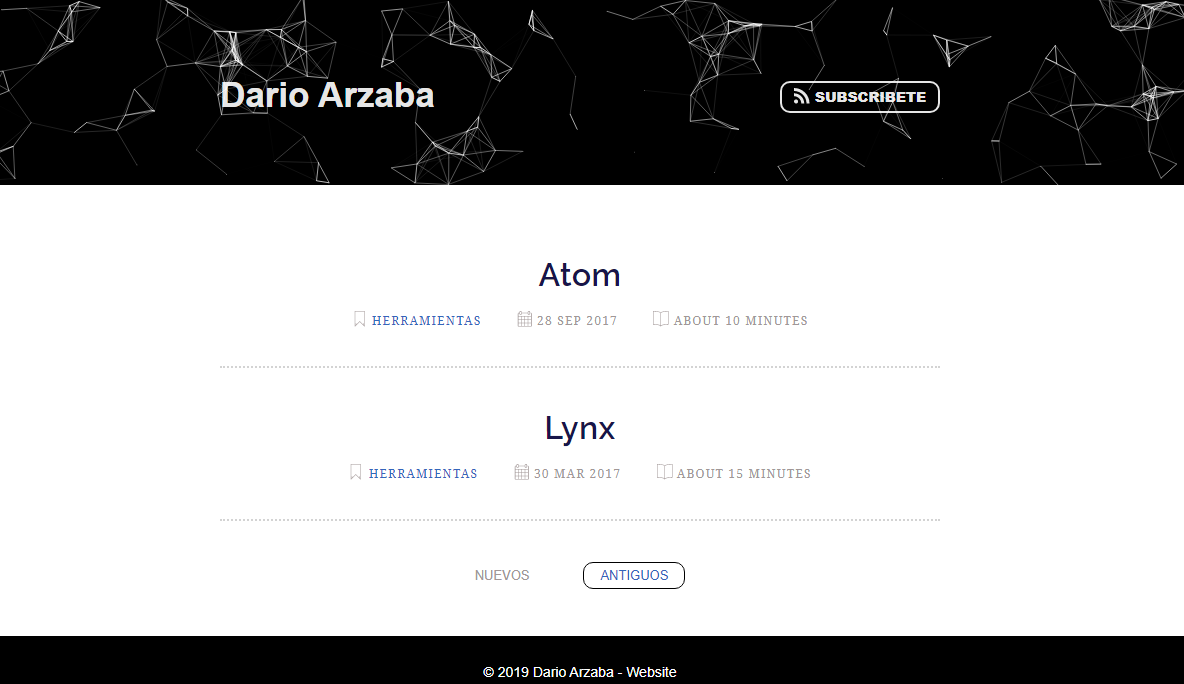 Dario Arzaba
SUBSCRIBETE
Atom
HERRAMIENTAS 28 SEP 2017 ABOUT 10 MINUTES
Lynx
HERRAMIENTAS 30 MAR 2017 ABOUT 15 MINUTES
NUEVOS ANTIGUOS
© 2019 Dario Arzaba - Website